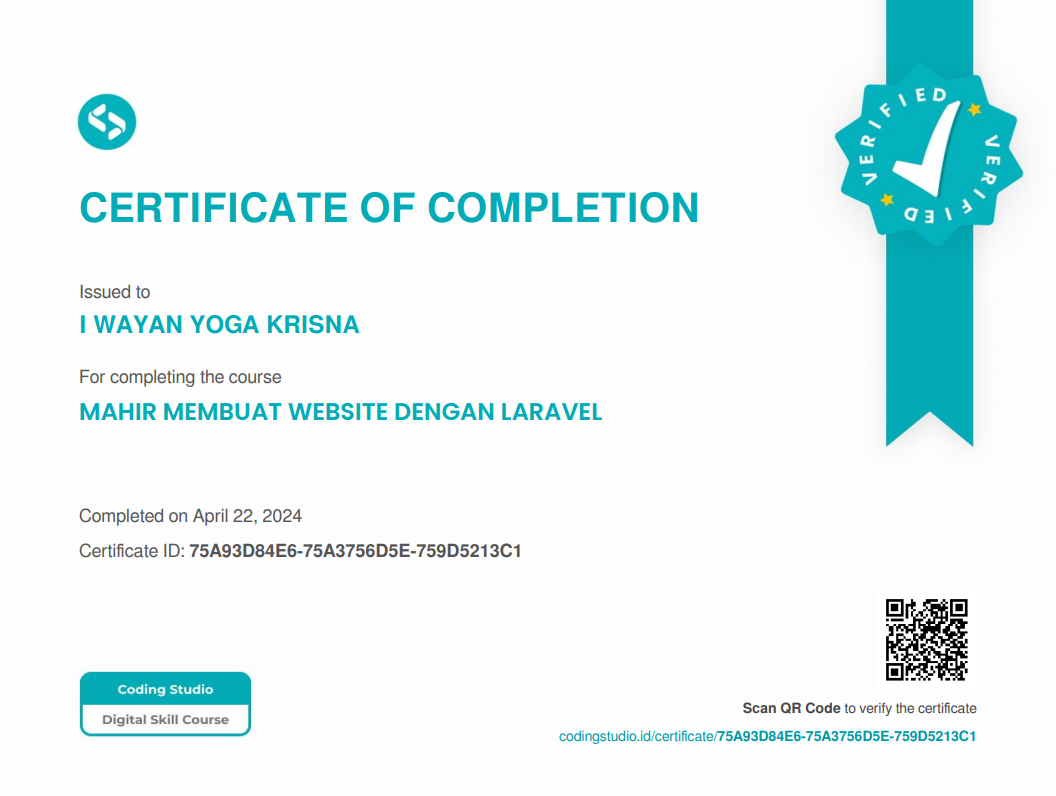 VERIFIED
VERIFIED
CERTIFICATE OF COMPLETION
Issued to
I WAYAN YOGA KRISNA
For completing the course
MAHIR MEMBUAT WEBSITE DENGAN LARAVEL
Completed on April 22, 2024
Certificate ID: 75A93D84E6-75A3756D5E-759D5213C1
Coding Studio
Digital Skill Course
Scan QR Code to verify the certificate
codingstudio.id/certificate/75A93D84E6-75A3756D5E-759D5213C1